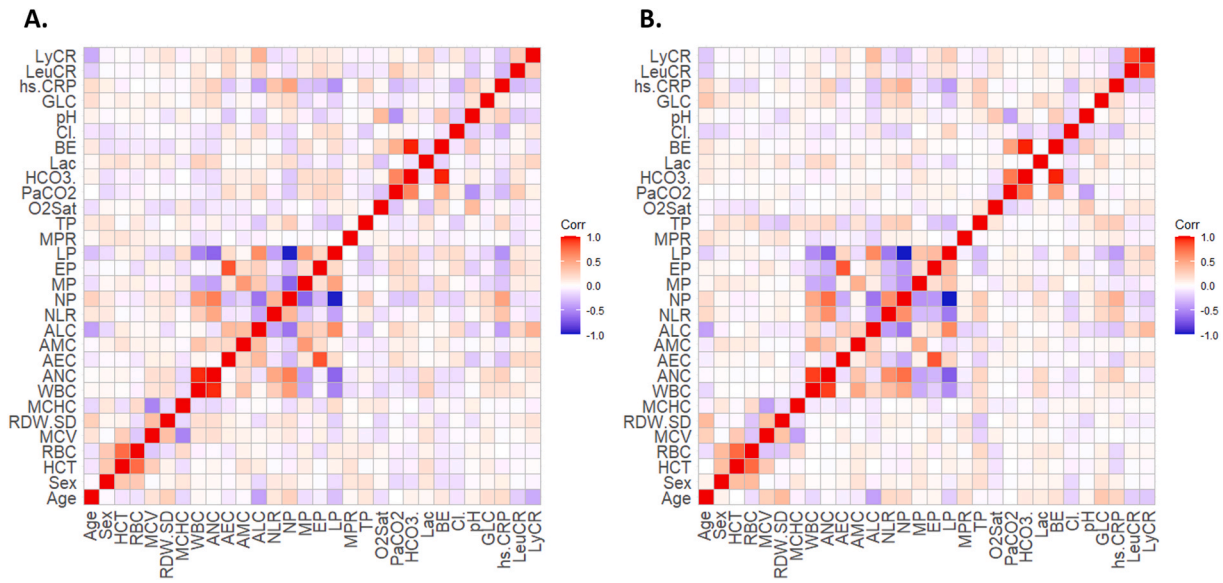 A.
LyCR
LeuCR
hs.CRP
GLC
pH
Cl.
BE
Lac
HCO3.
PaCO2
O2Sat
TP
MPR
LP
EP
MP
NP
NLR
ALC
AMC
AEC
ANC
WBC
MCHC
RDW.SD
MCV
RBC
HCT
Sex
Age
Age
Sex
HCT
RBC
MCV
RDW.SD
MCHC
WBC
ANC
AEC
AMC
ALC
NLR
NP
MP
EP
LP
MPR
TP
O2Sat
PaCO2
HCO3.
Lac
BE
Cl.
pH
GLC
hs.CRP
LeuCR
LyCR
Corr
1.0
0.5
0.0
-0.5
-1.0
B.
LyCR
LeuCR
hs.CRP
GLC
pH
Cl.
BE
Lac
HCO3.
PaCO2
O2Sat
TP
MPR
LP
EP
MP
NP
NLR
ALC
AMC
AEC
ANC
WBC
MCHC
RDW.SD
MCV
RBC
HCT
Sex
Age
Age
Sex
HCT
RBC
MCV
RDW.SD
MCHC
WBC
ANC
AEC
AMC
ALC
NLR
NP
MP
EP
LP
MPR
TP
O2Sat
PaCO2
HCO3.
Lac
BE
Cl.
pH
GLC
hs.CRP
LeuCR
LyCR
Corr
1.0
0.5
0.0
-0.5
-1.0